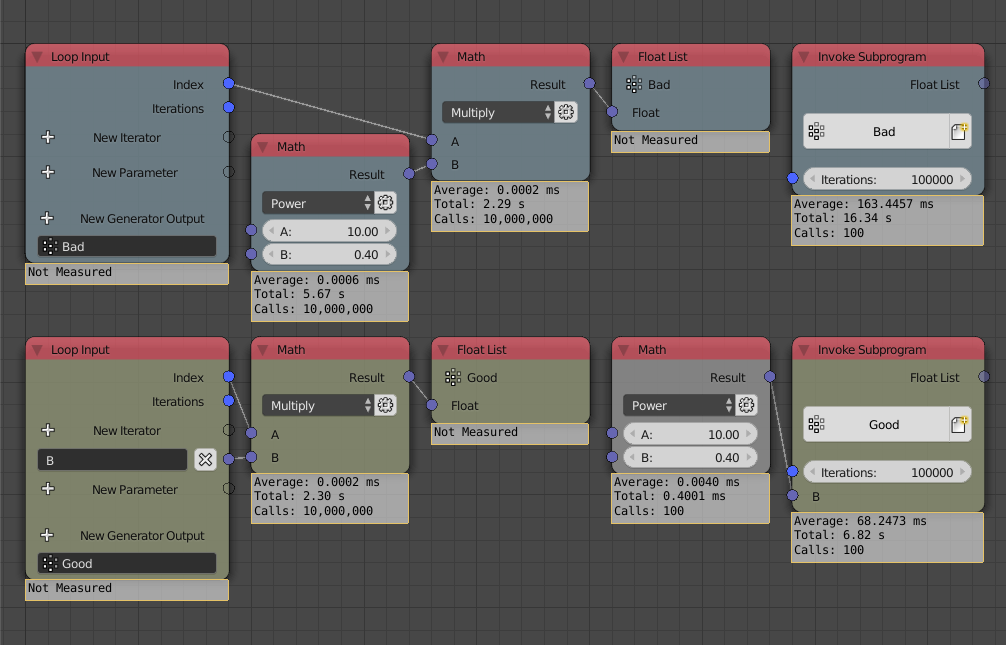 Loop Input
Index
Iterations
New Iterator
New Parameter
New Generator Output
Bad
Not Measured
Math
Result
Power
A: 10.00
B: 0.40
Average: 0.0006 ms
Total: 5.67 s
Calls: 10,000,000
Math
Result
Multiply
A
B
Average: 0.0002 ms
Total: 2.29 s
Calls: 10,000,000
Float List
Bad
Float
Not Measured
Invoke Subprogram
Float List
Bad
Iterations: 100000
Average: 163.4457 ms
Total: 16.34 s
Calls: 100
Loop Input
Index
Iterations
New Iterator
B
New Parameter
New Generator Output
Good
Not Measured
Math
Result
Multiply
A
B
Average: 0.0002 ms
Total: 2.30 s
Calls: 10,000,000
Float List
Good
Float
Not Measured
Math
Result
Power
A: 10.00
B: 0.40
Average: 0.0040 ms
Total: 0.4001 ms
Calls: 100
Invoke Subprogram
Float List
Good
Iterations: 100000
B
Average: 68.2473 ms
Total: 6.82 s
Calls: 100